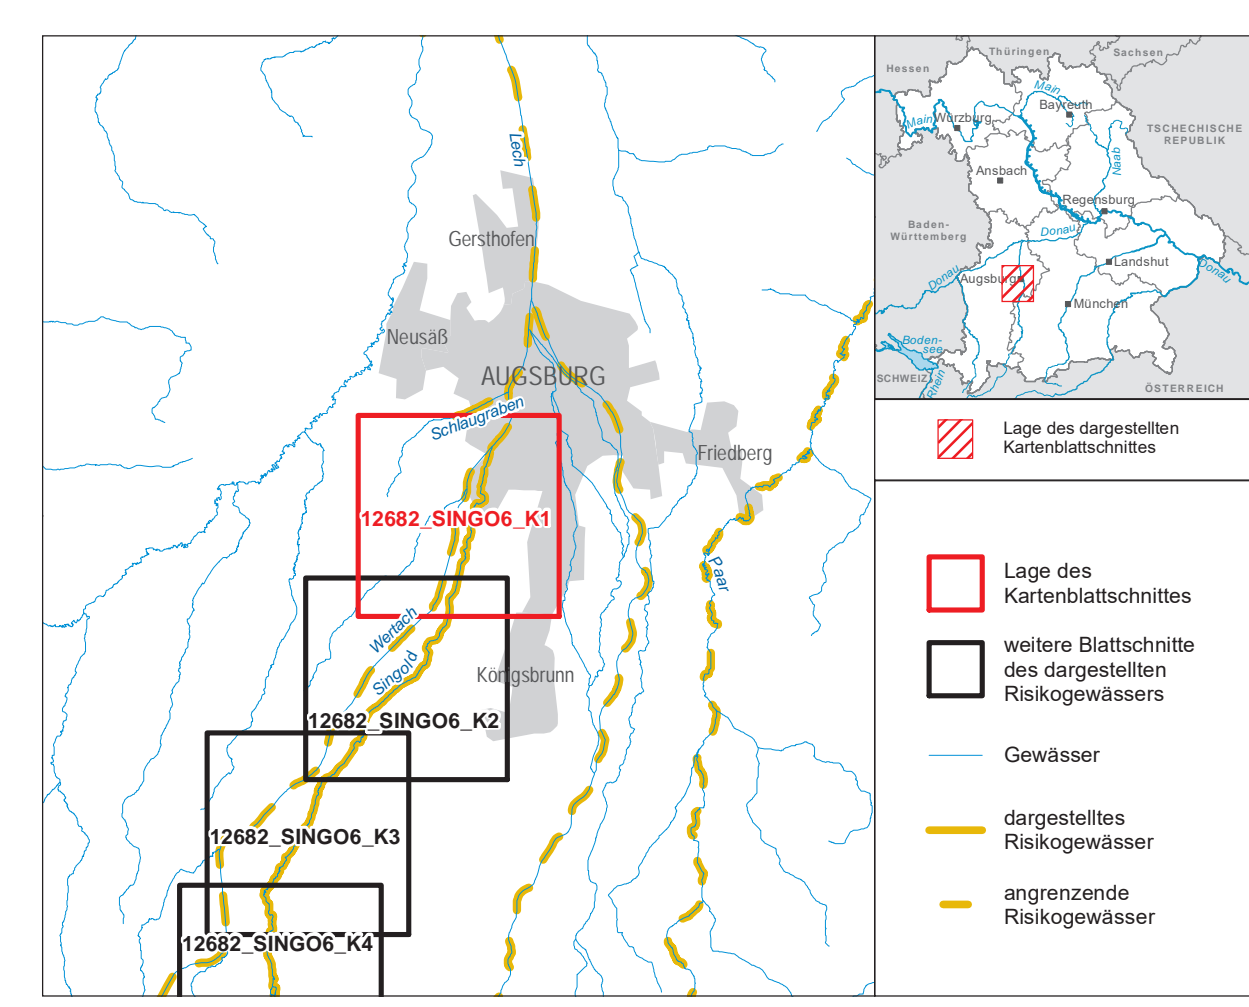 Lech
Gersthofen
Neusäß
AUGSBURG
Schlaugraben
Friedberg
12682_SINGO6_K1
Paar
Wertach
Singold
Königsbrunn
12682_SINGO6_K2
12682_SINGO6_K3
12682_SINGO6_K4
Thüringen
Sachsen
Hessen
Main
Bayreuth
Main
Würzburg
TSCHECHISCHE
REPUBLIK
Naab
Ansbach
Regensburg
Baden-
Württemberg
Donau
Landshut
Donau
Donau
Augsburg
München
Boden-
see
SCHWEIZ
Rhein
ÖSTERREICH
Lage des dargestellten
Kartenblattschnittes
Lage des
Kartenblattschnittes
weitere Blattschnitte
des dargestellten
Risikogewässers
Gewässer
dargestelltes
Risikogewässer
angrenzende
Risikogewässer